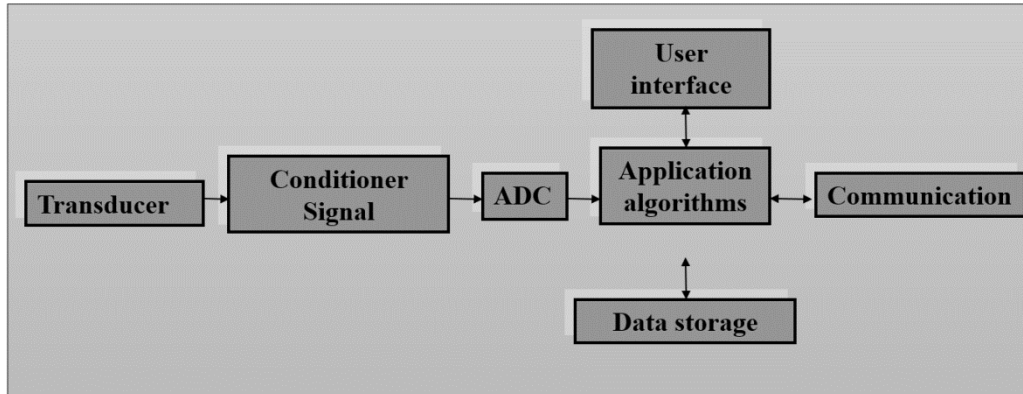 User
interface
Transducer
Conditioner
Signal
ADC
Application
algorithms
Communication
Data storage